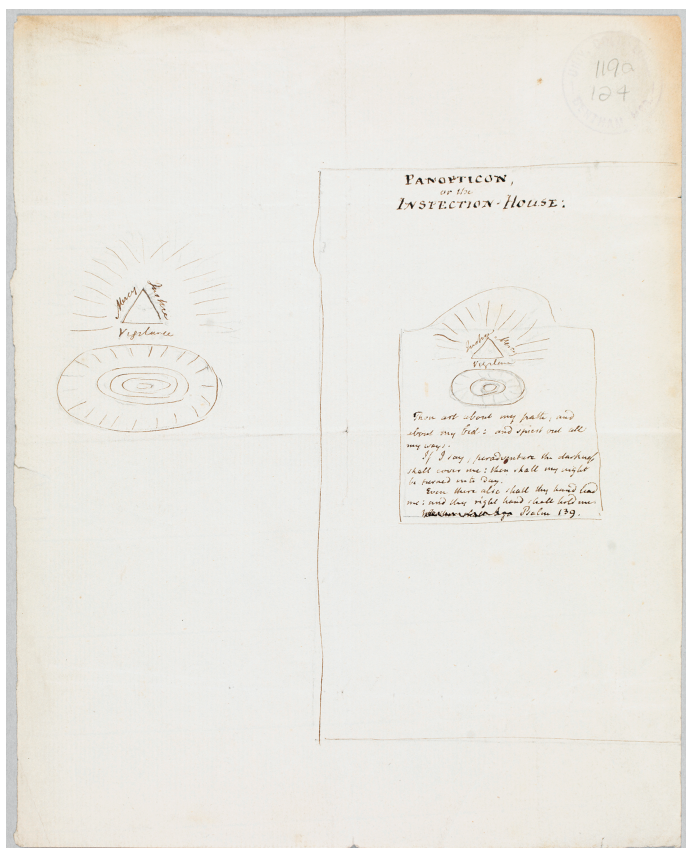 119a
124
PANOPTICON,
or the
INSPECTION-HOUSE:
Mercy Justice
Vigilance
Justice Mercy
Vigilance
Thou art about my path, and
about my bed: and spiest out all
my ways.
If I say, peradventure the darkness
shall cover me: then shall my night
be turned into day.
Even there also shall thy hand lead
me: and thy right hand shall hold me.
Psalm 139.